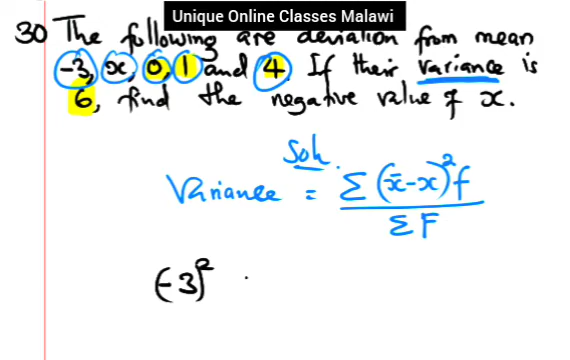 Unique Online Classes Malawi
30 The following are deviation from mean
-3, x, 0, 1 and 4. If their variance is
6, find the negative value of x.
Soln.
Variance = Σ(x̄-x)²f / ΣF
(-3)²